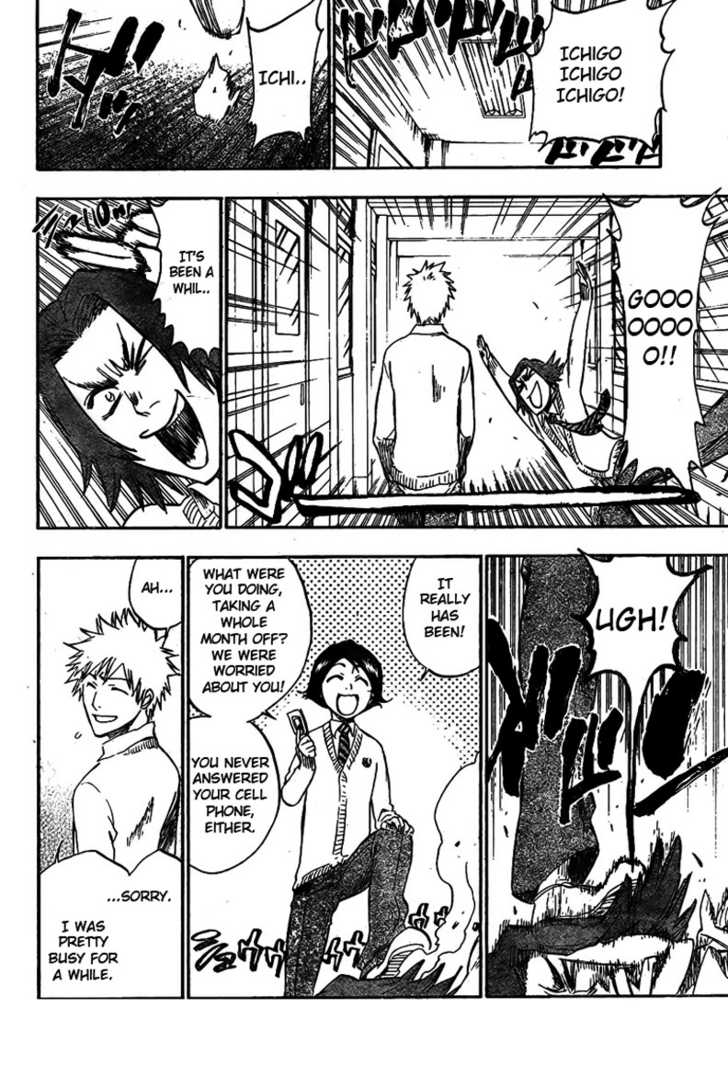 ICHIGO
ICHIGO
ICHIGO!
ICHI..
GOOO
OOOO
O!!
IT'S
BEEN A
WHIL..
UGH!
IT
REALLY
HAS
BEEN!
WHAT WERE
YOU DOING,
TAKING A
WHOLE
MONTH OFF?
WE WERE
WORRIED
ABOUT YOU!
YOU NEVER
ANSWERED
YOUR CELL
PHONE,
EITHER.
AH...
...SORRY.
I WAS
PRETTY
BUSY FOR
A WHILE.